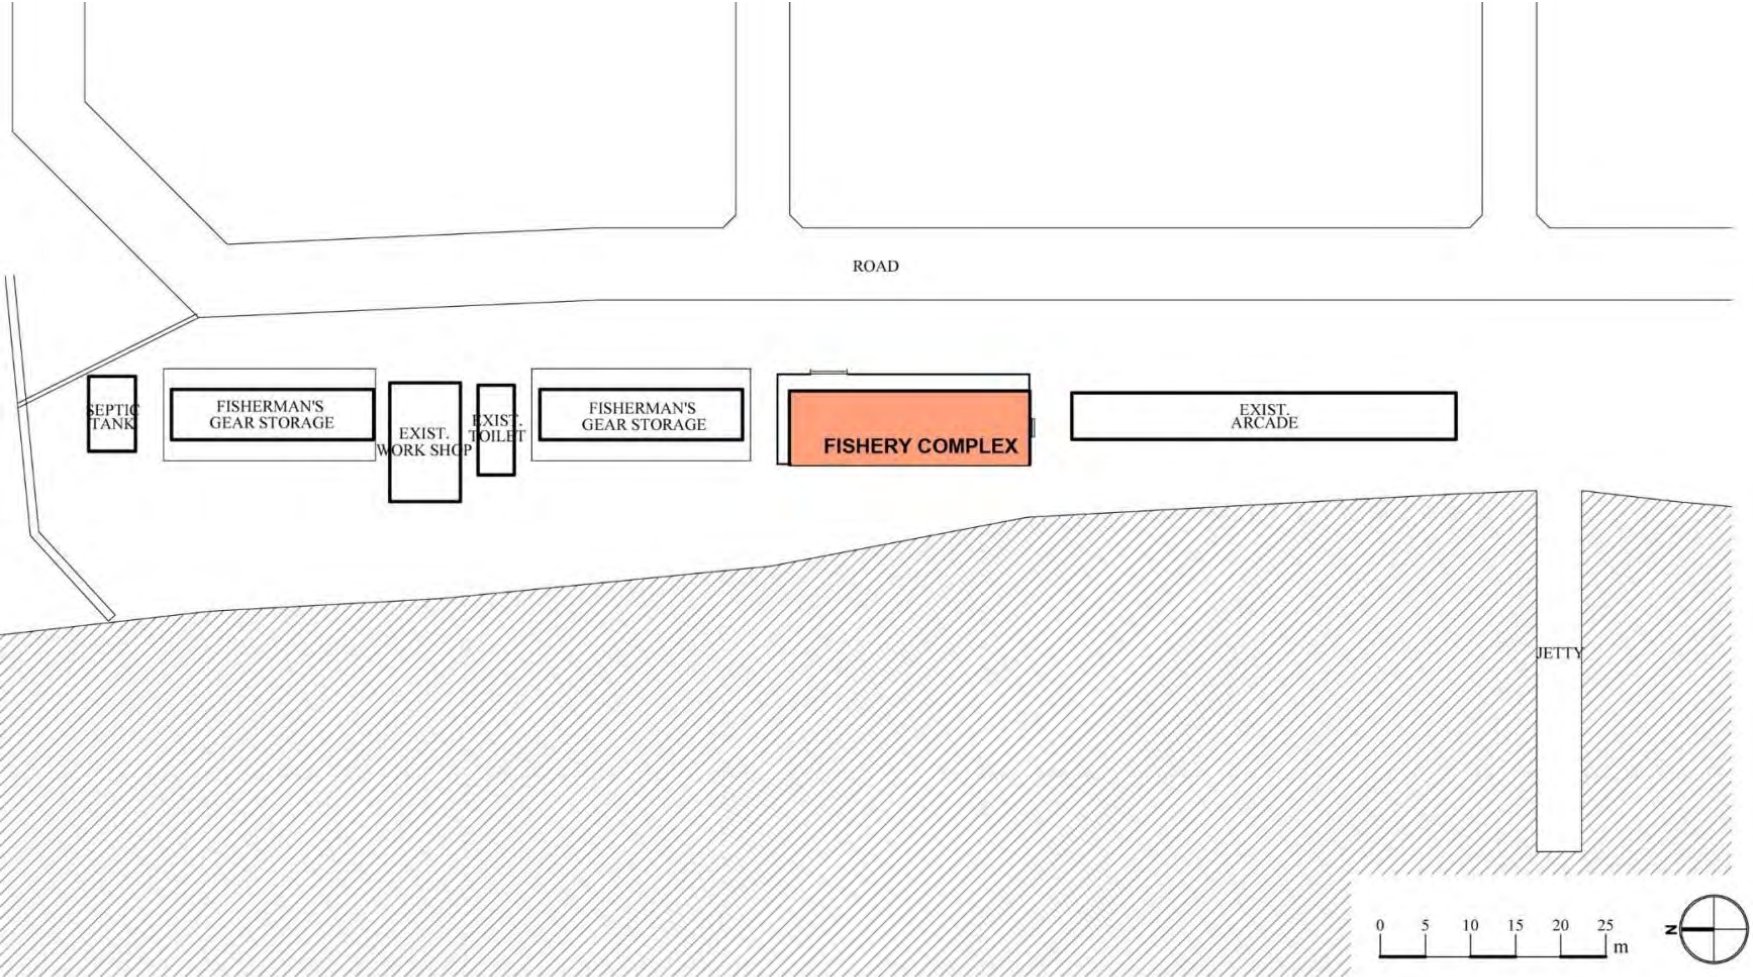 ROAD
SEPTIC
TANK
FISHERMAN'S
GEAR STORAGE
EXIST.
WORK SHOP
EXIST.
TOILET
FISHERMAN'S
GEAR STORAGE
FISHERY COMPLEX
EXIST.
ARCADE
JETTY
0 5 10 15 20 25
m
N